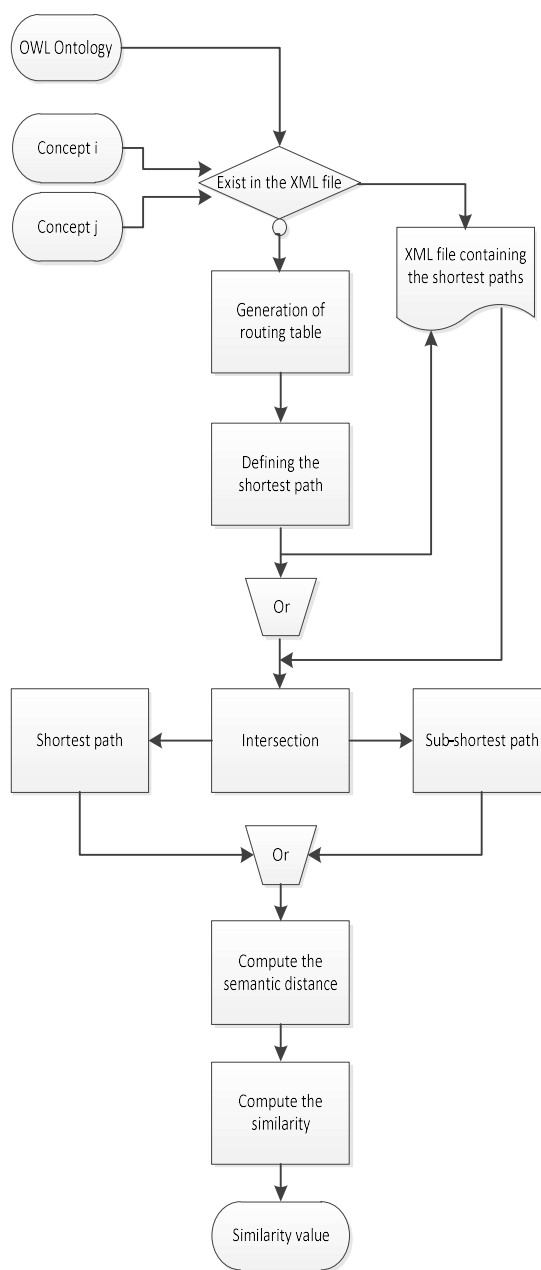 OWL Ontology
Concept i
Exist in the XML file
Concept j
XML file containing
the shortest paths
Generation of
routing table
Defining the
shortest path
Or
Shortest path
Intersection
Sub-shortest path
Or
Compute the
semantic distance
Compute the
similarity
Similarity value